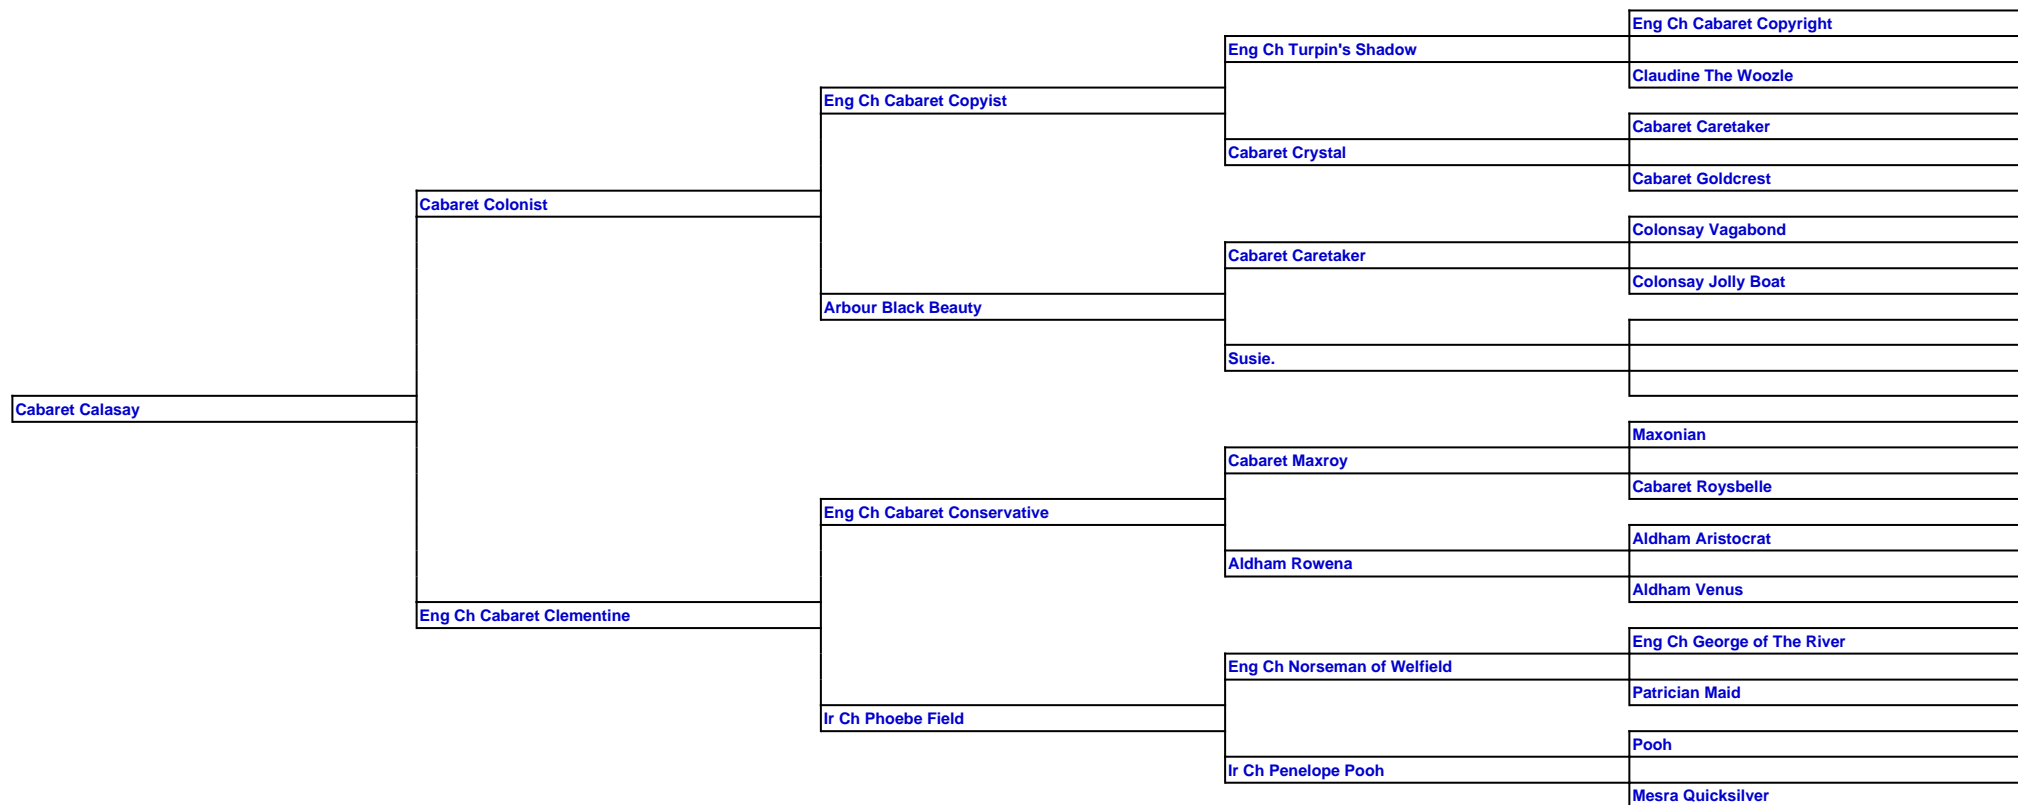 Eng Ch Cabaret Copyright
Eng Ch Turpin's Shadow
Claudine The Woozle
Eng Ch Cabaret Copyist
Cabaret Caretaker
Cabaret Crystal
Cabaret Goldcrest
Cabaret Colonist
Colonsay Vagabond
Cabaret Caretaker
Colonsay Jolly Boat
Arbour Black Beauty
Susie.
Cabaret Calasay
Maxonian
Cabaret Maxroy
Cabaret Roysbelle
Eng Ch Cabaret Conservative
Aldham Aristocrat
Aldham Rowena
Aldham Venus
Eng Ch Cabaret Clementine
Eng Ch George of The River
Eng Ch Norseman of Welfield
Patrician Maid
Ir Ch Phoebe Field
Pooh
Ir Ch Penelope Pooh
Mesra Quicksilver